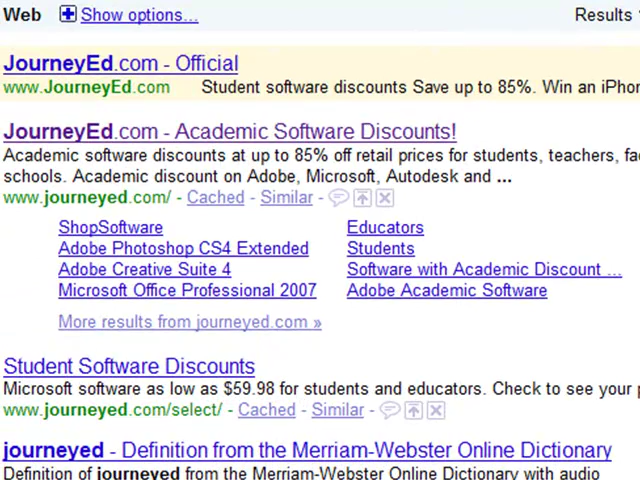 Web Show options... Results
JourneyEd.com - Official
www.JourneyEd.com Student software discounts Save up to 85%. Win an
JourneyEd.com - Academic Software Discounts!
Academic software discounts at up to 85% off retail prices for students, teachers,
schools. Academic discount on Adobe, Microsoft, Autodesk and ...
www.journeyed.com/ - Cached - Similar -
ShopSoftware Educators
Adobe Photoshop CS4 Extended Students
Adobe Creative Suite 4 Software with Academic Discount ...
Microsoft Office Professional 2007 Adobe Academic Software
More results from journeyed.com »
Student Software Discounts
Microsoft software as low as $59.98 for students and educators. Check to see your
www.journeyed.com/select/ - Cached - Similar -
journeyed - Definition from the Merriam-Webster Online Dictionary
Definition of journeyed from the Merriam-Webster Online Dictionary with audio